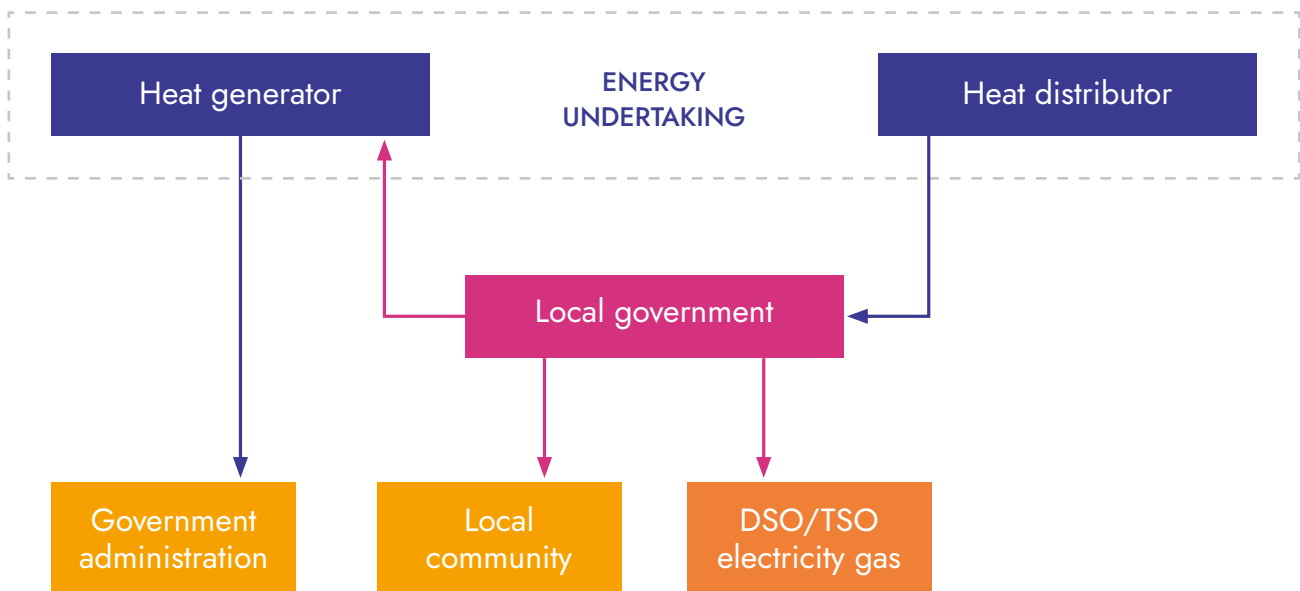 Heat generator
ENERGY
UNDERTAKING
Heat distributor
Local government
Government
administration
Local
community
DSO/TSO
electricity gas